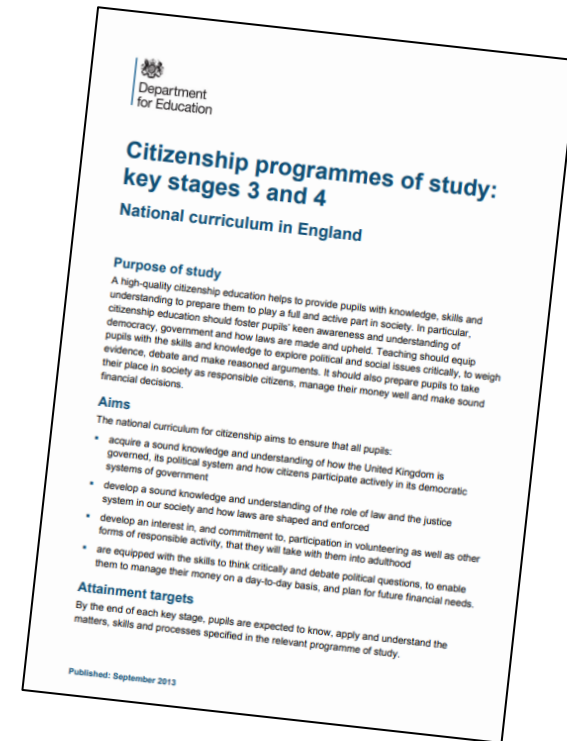 Department
for Education
Citizenship programmes of study:
key stages 3 and 4
National curriculum in England
Purpose of study
A high-quality citizenship education helps to provide pupils with knowledge, skills and
understanding to prepare them to play a full and active part in society. In particular,
citizenship education should foster pupils' keen awareness and understanding of
democracy, government and how laws are made and upheld. Teaching should equip
pupils with the skills and knowledge to explore political and social issues critically, to weigh
evidence, debate and make reasoned arguments. It should also prepare pupils to take
their place in society as responsible citizens, manage their money well and make sound
financial decisions.
Aims
The national curriculum for citizenship aims to ensure that all pupils:
▪ acquire a sound knowledge and understanding of how the United Kingdom is
governed, its political system and how citizens participate actively in its democratic
systems of government
▪ develop a sound knowledge and understanding of the role of law and the justice
system in our society and how laws are shaped and enforced
▪ develop an interest in, and commitment to, participation in volunteering as well as other
forms of responsible activity, that they will take with them into adulthood
▪ are equipped with the skills to think critically and debate political questions, to enable
them to manage their money on a day-to-day basis, and plan for future financial needs.
Attainment targets
By the end of each key stage, pupils are expected to know, apply and understand the
matters, skills and processes specified in the relevant programme of study.
Published: September 2013